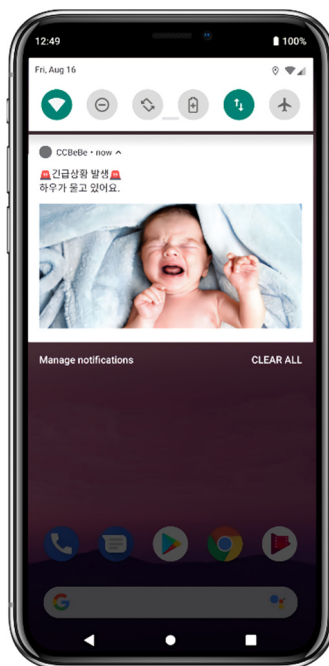 12:49
100%
Fri, Aug 16
CCBeBe • now
🚨긴급상황 발생🚨
하우가 울고 있어요.
Manage notifications
CLEAR ALL